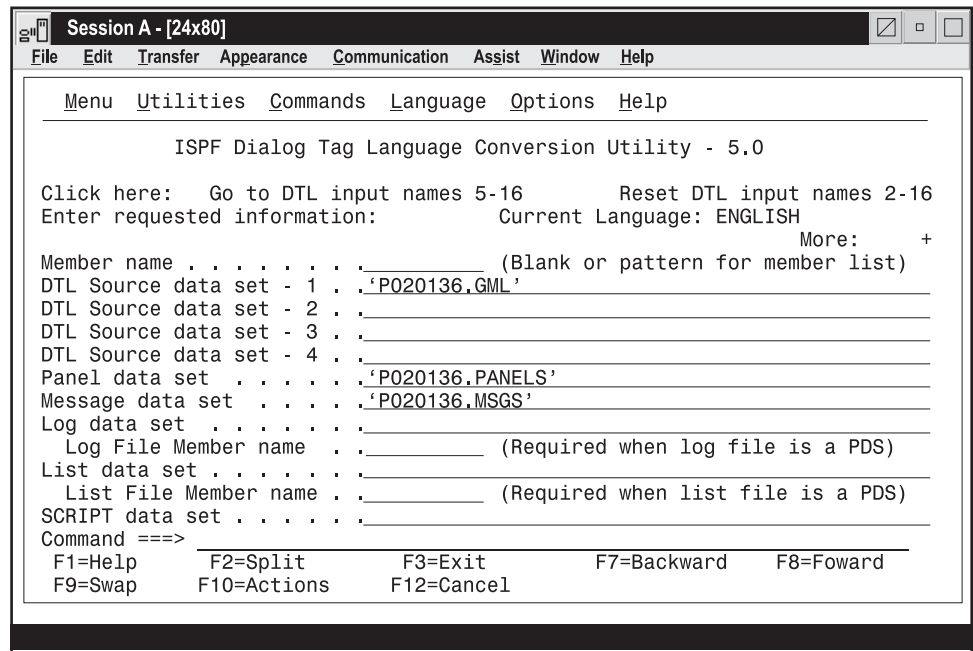 Session A - [24x80]
File Edit Transfer Appearance Communication Assist Window Help
Menu Utilities Commands Language Options Help
ISPF Dialog Tag Language Conversion Utility - 5.0
Click here: Go to DTL input names 5-16 Reset DTL input names 2-16
Enter requested information: Current Language: ENGLISH
More: +
Member name . . . . . . . .__________ (Blank or pattern for member list)
DTL Source data set - 1 . .‘P020136.GML’
DTL Source data set - 2 . .
DTL Source data set - 3 . .
DTL Source data set - 4 . .
Panel data set . . . . . .‘P020136.PANELS’
Message data set . . . . .‘P020136.MSGS’
Log data set . . . . . . .
Log File Member name . .__________ (Required when log file is a PDS)
List data set . . . . . . .
List File Member name . .__________ (Required when list file is a PDS)
SCRIPT data set . . . . . .
Command ===>
F1=Help F2=Split F3=Exit F7=Backward F8=Foward
F9=Swap F10=Actions F12=Cancel